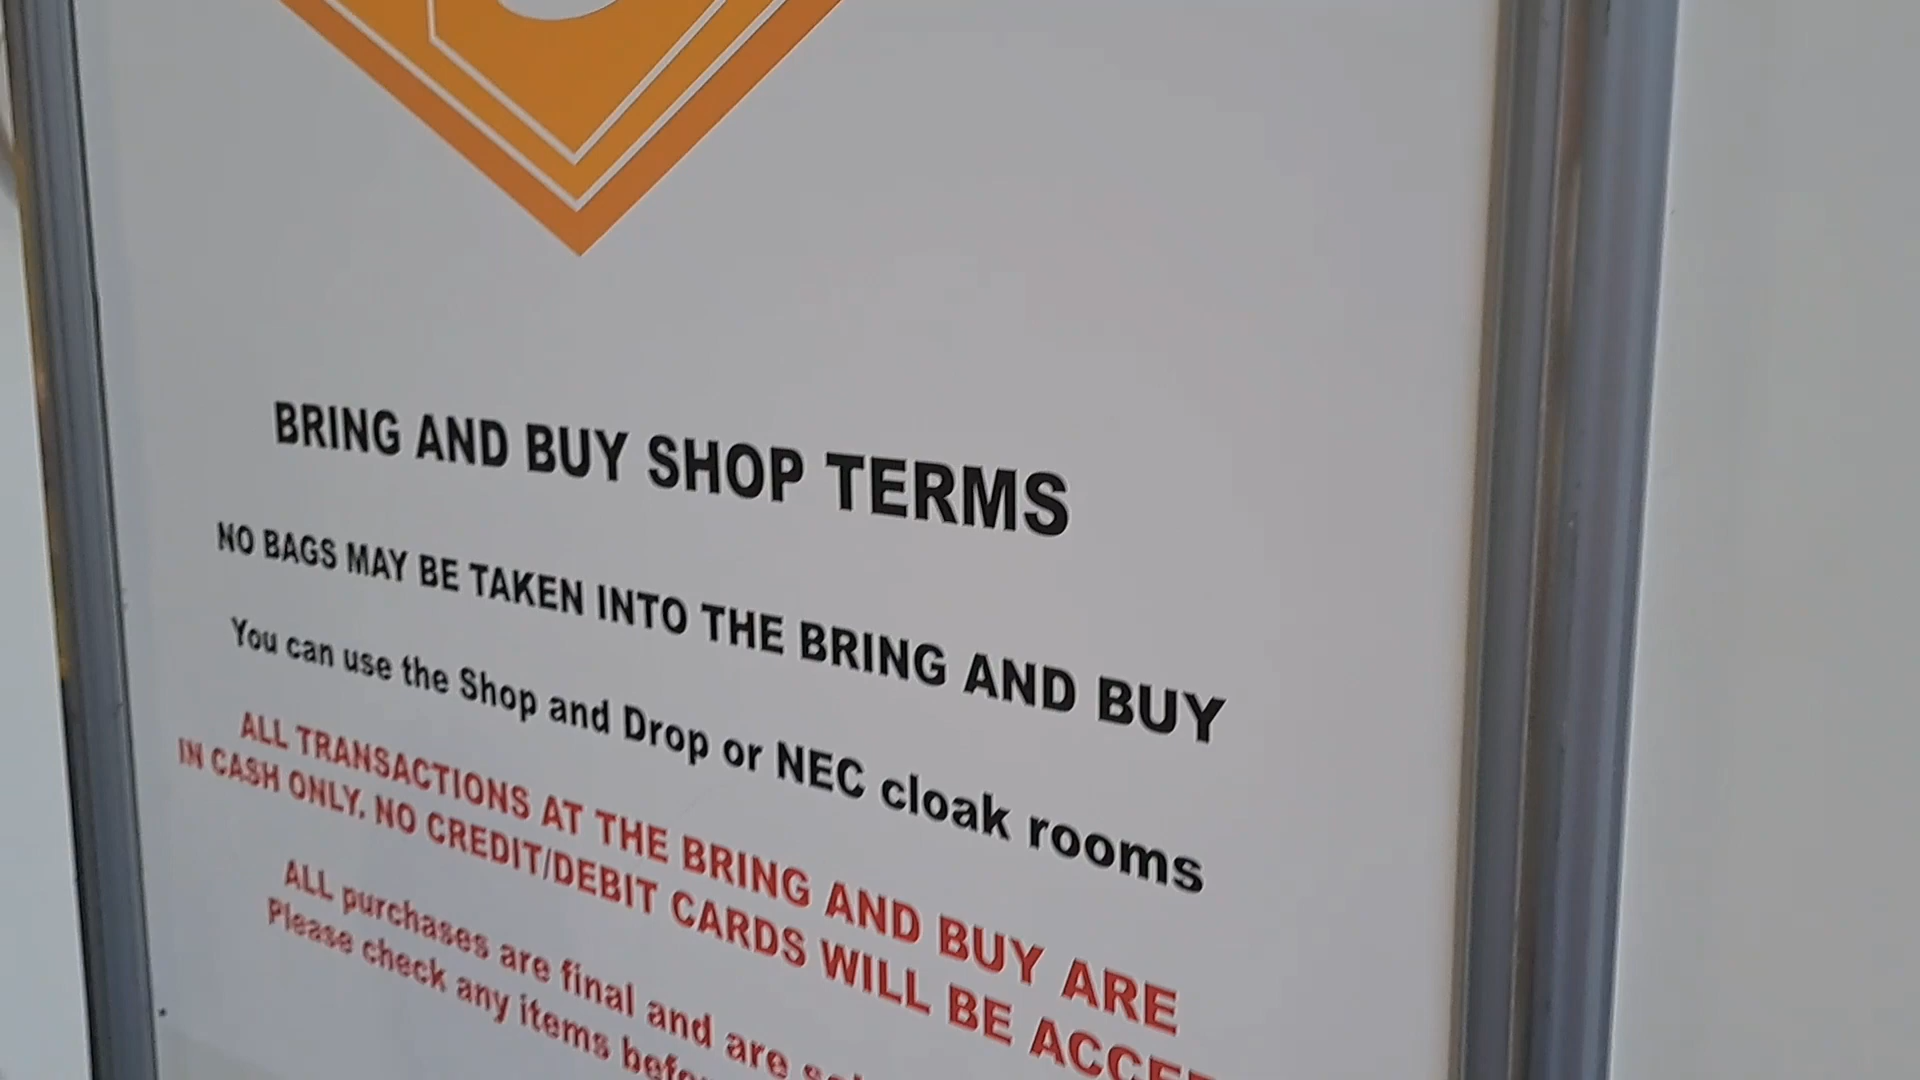 BRING AND BUY SHOP TERMS
NO BAGS MAY BE TAKEN INTO THE BRING AND BUY
You can use the Shop and Drop or NEC cloak rooms
ALL TRANSACTIONS AT THE BRING AND BUY ARE
IN CASH ONLY. NO CREDIT/DEBIT CARDS WILL BE
ALL purchases are final and are
Please check any items